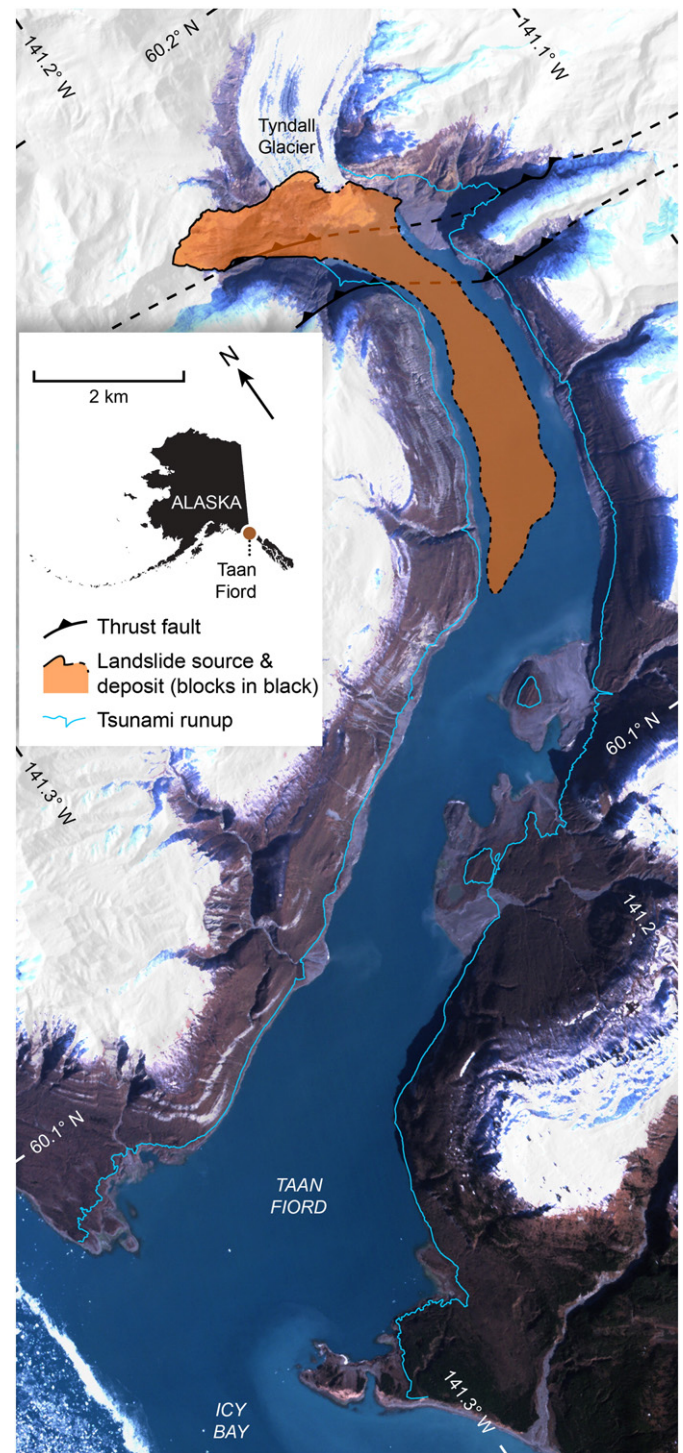 141.2° W
60.2° N
141.1° W
Tyndall
Glacier
N
2 km
ALASKA
Taan
Fiord
Thrust fault
Landslide source &
deposit (blocks in black)
Tsunami runup
60.1° N
141.3° W
141.2
60.1° N
TAAN
FIORD
141.3° W
ICY
BAY